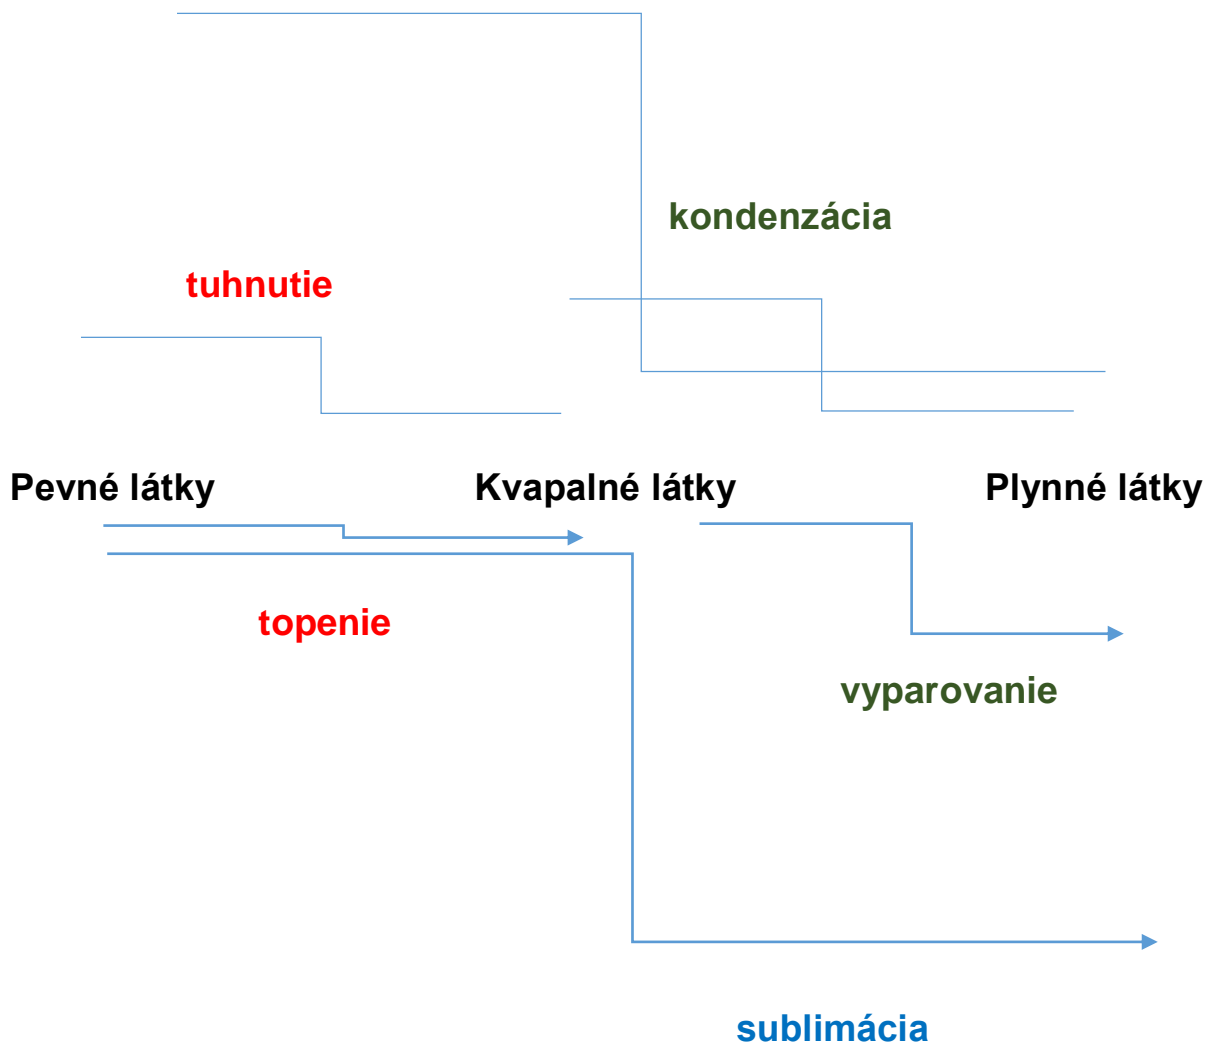 kondenzácia
tuhnutie
Pevné látky Kvapalné látky Plynné látky
topenie
vyparovanie
sublimácia